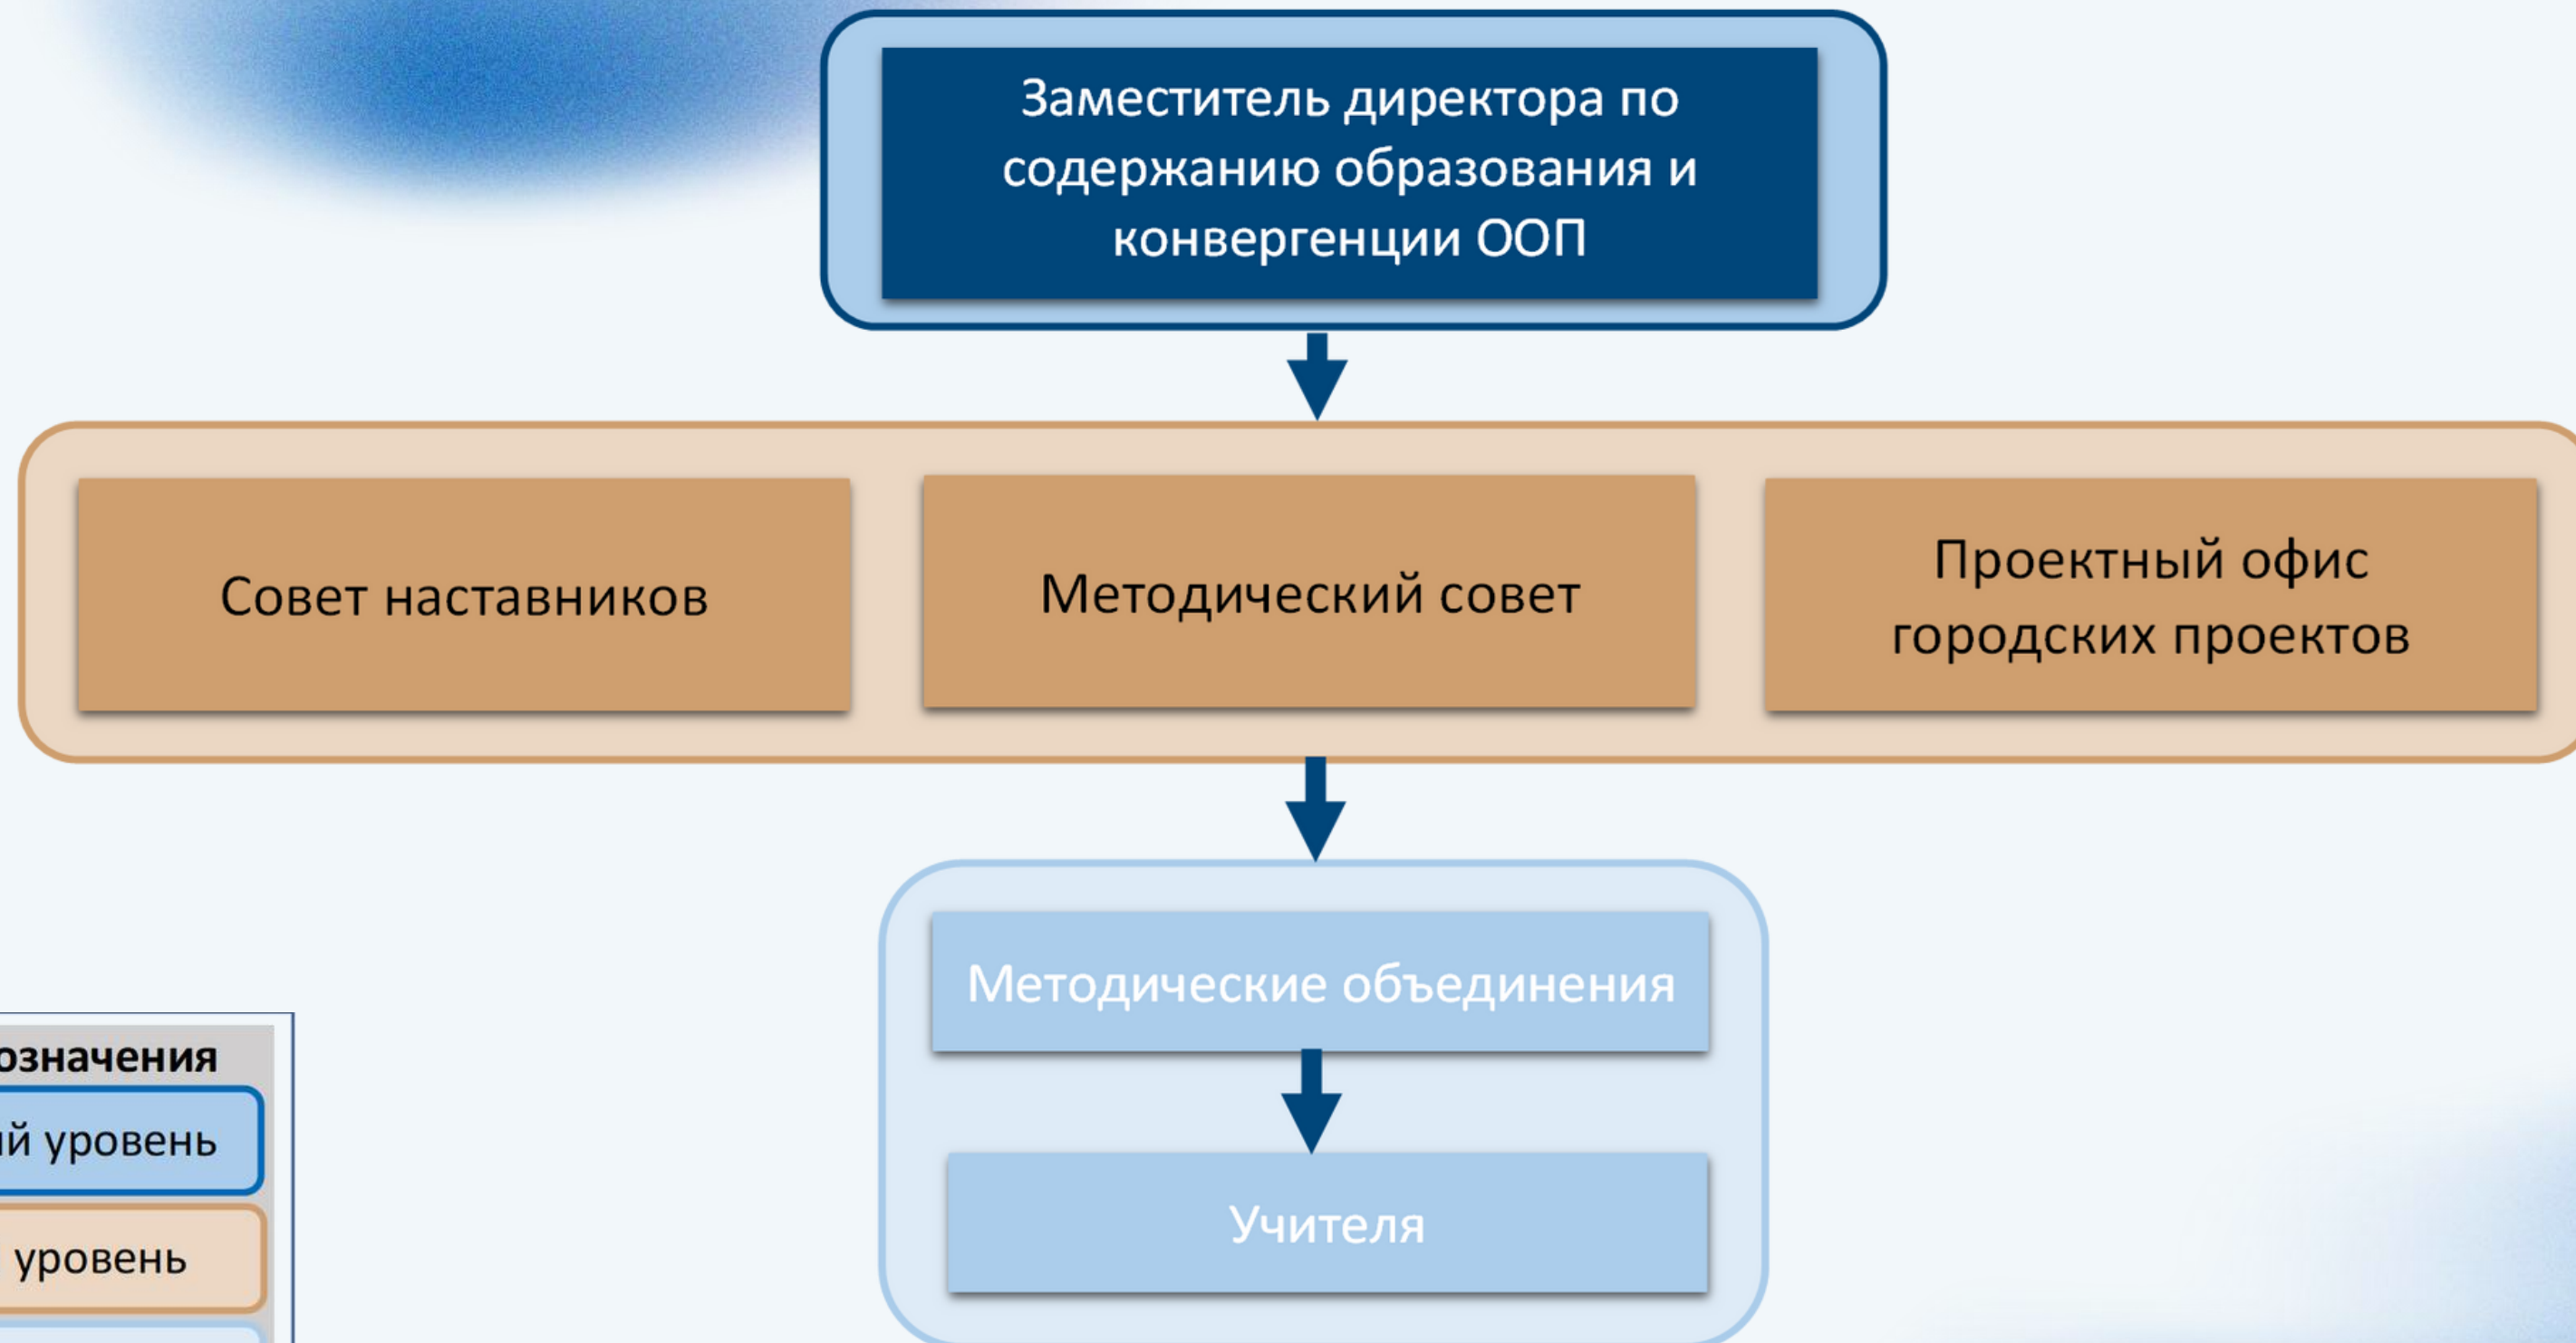 Заместитель директора по
содержанию образования и
конвергенции ООП
Совет наставников
Методический совет
Проектный офис
городских проектов
Методические объединения
Учителя
уровень
уровень